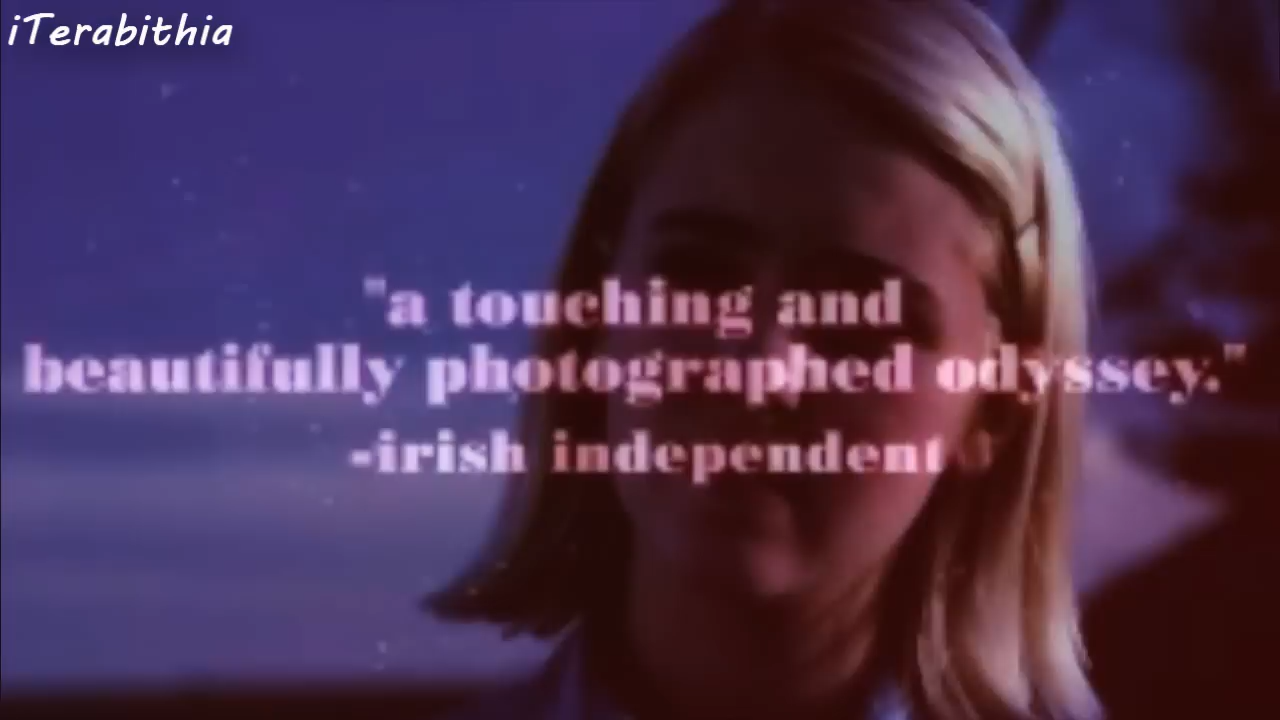 iTerabithia
"a touching and
beautifully photographed odyssey."
-irish independent